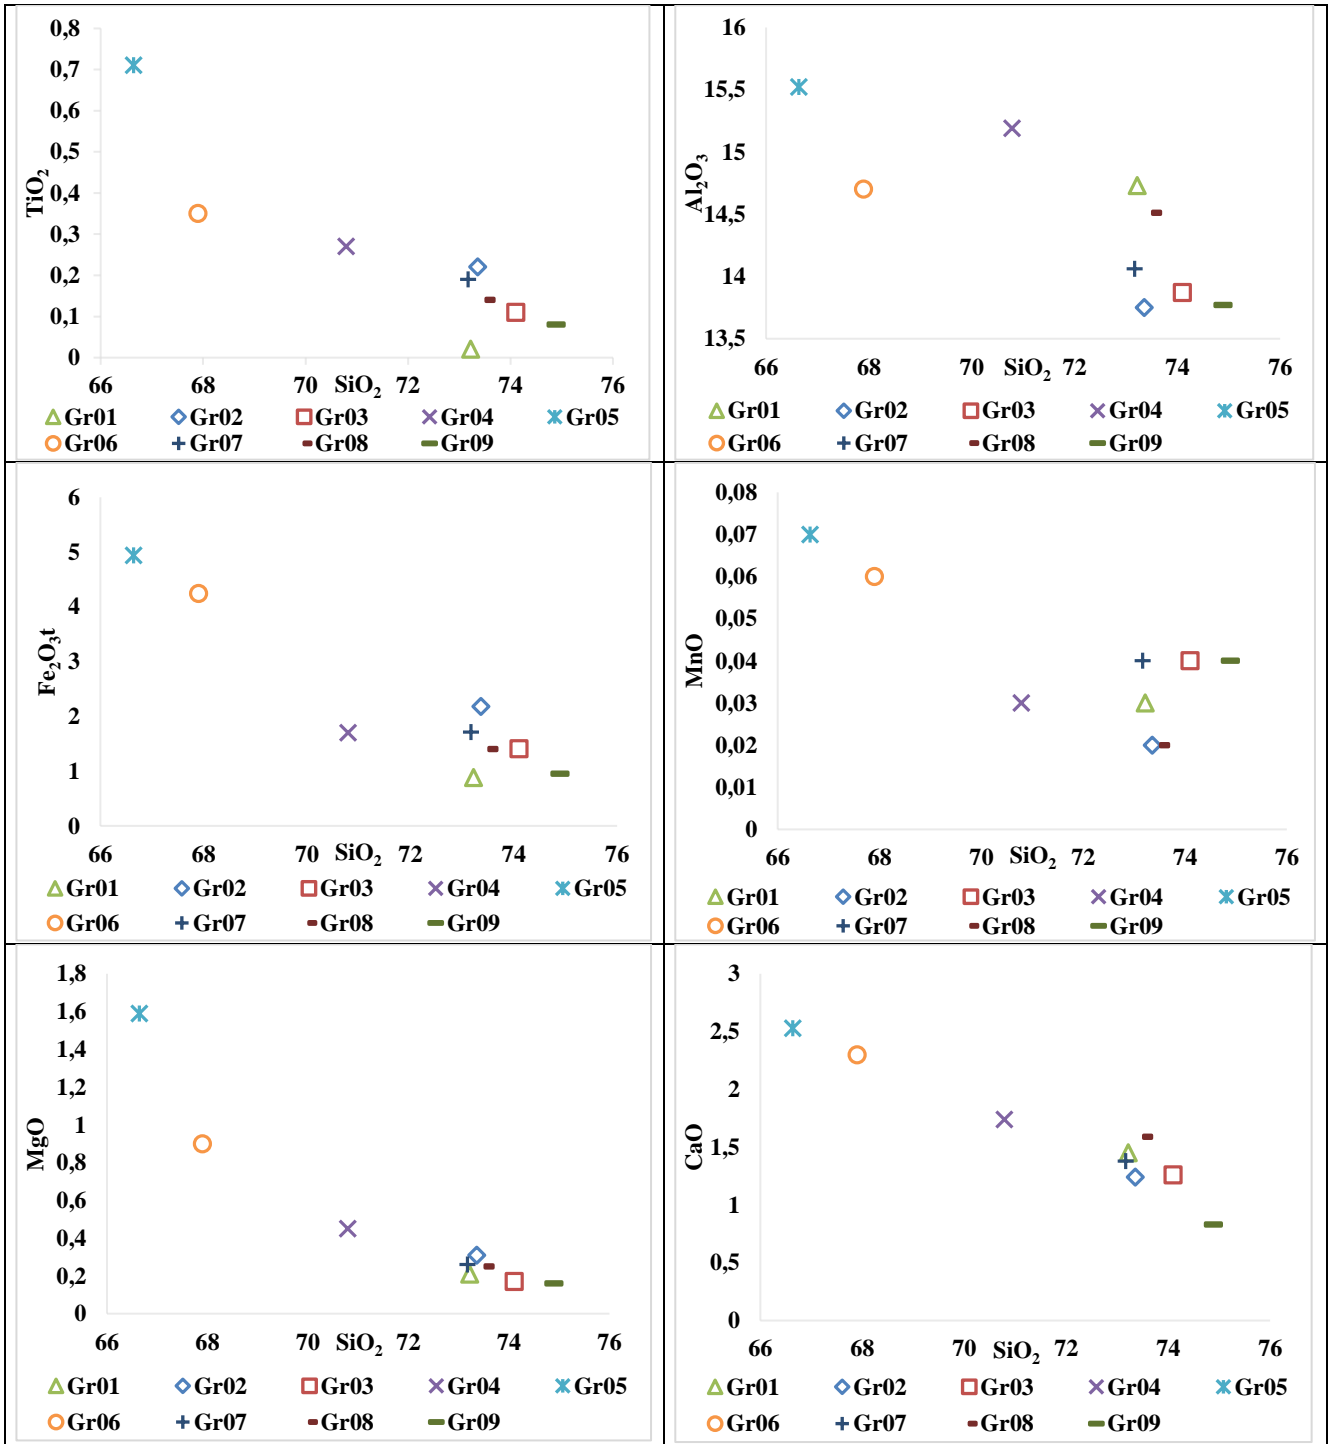 0,8
0,7
0,6
0,5
0,4
0,3
0,2
0,1
0
TiO₂
66 68 70 SiO₂ 72 74 76
Gr01 Gr02 Gr03 Gr04 Gr05
Gr06 Gr07 Gr08 Gr09
16
15,5
15
14,5
14
13,5
Al₂O₃
66 68 70 SiO₂ 72 74 76
Gr01 Gr02 Gr03 Gr04 Gr05
Gr06 Gr07 Gr08 Gr09
6
5
4
3
2
1
0
Fe₂O₃t
66 68 70 SiO₂ 72 74 76
Gr01 Gr02 Gr03 Gr04 Gr05
Gr06 Gr07 Gr08 Gr09
0,08
0,07
0,06
0,05
0,04
0,03
0,02
0,01
0
MnO
66 68 70 SiO₂ 72 74 76
Gr01 Gr02 Gr03 Gr04 Gr05
Gr06 Gr07 Gr08 Gr09
1,8
1,6
1,4
1,2
1
0,8
0,6
0,4
0,2
0
MgO
66 68 70 SiO₂ 72 74 76
Gr01 Gr02 Gr03 Gr04 Gr05
Gr06 Gr07 Gr08 Gr09
3
2,5
2
1,5
1
0,5
0
CaO
66 68 70 SiO₂ 72 74 76
Gr01 Gr02 Gr03 Gr04 Gr05
Gr06 Gr07 Gr08 Gr09